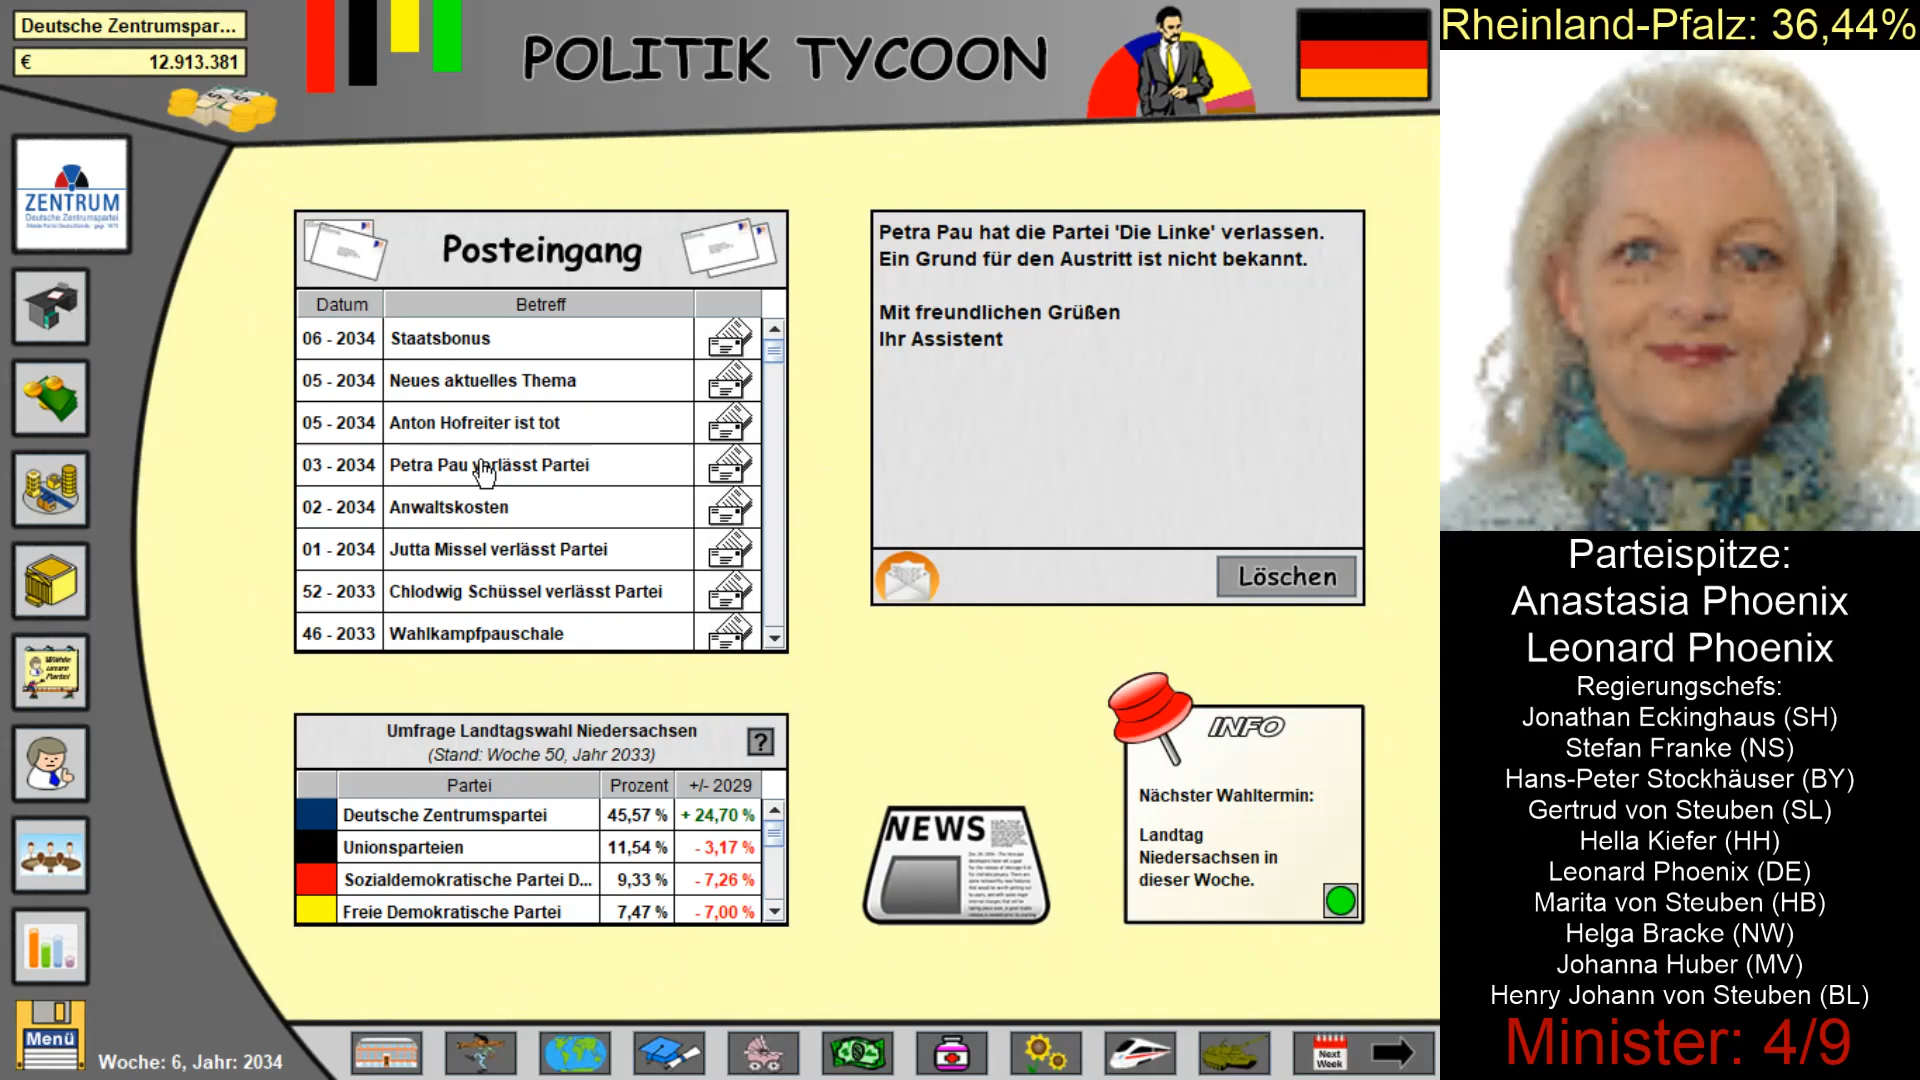 Deutsche Zentrumspar...
€ 12.913.381
POLITIK TYCOON
Rheinland-Pfalz: 36,44%
ZENTRUM
Deutsche Zentrumspartei
Posteingang
Datum Betreff
06 - 2034 Staatsbonus
05 - 2034 Neues aktuelles Thema
05 - 2034 Anton Hofreiter ist tot
03 - 2034 Petra Pau verlässt Partei
02 - 2034 Anwaltskosten
01 - 2034 Jutta Missel verlässt Partei
52 - 2033 Chlodwig Schüssel verlässt Partei
46 - 2033 Wahlkampfpauschale
Petra Pau hat die Partei 'Die Linke' verlassen.
Ein Grund für den Austritt ist nicht bekannt.
Mit freundlichen Grüßen
Ihr Assistent
Löschen
Umfrage Landtagswahl Niedersachsen
(Stand: Woche 50, Jahr 2033)
?
Partei Prozent +/- 2029
Deutsche Zentrumspartei 45,57 % + 24,70 %
Unionsparteien 11,54 % - 3,17 %
Sozialdemokratische Partei D... 9,33 % - 7,26 %
Freie Demokratische Partei 7,47 % - 7,00 %
NEWS
INFO
Nächster Wahltermin:
Landtag
Niedersachsen in
dieser Woche.
Wähle
unsre
Partei!
Menü
Woche: 6, Jahr: 2034
Next
Week
Parteispitze:
Anastasia Phoenix
Leonard Phoenix
Regierungschefs:
Jonathan Eckinghaus (SH)
Stefan Franke (NS)
Hans-Peter Stockhäuser (BY)
Gertrud von Steuben (SL)
Hella Kiefer (HH)
Leonard Phoenix (DE)
Marita von Steuben (HB)
Helga Bracke (NW)
Johanna Huber (MV)
Henry Johann von Steuben (BL)
Minister: 4/9